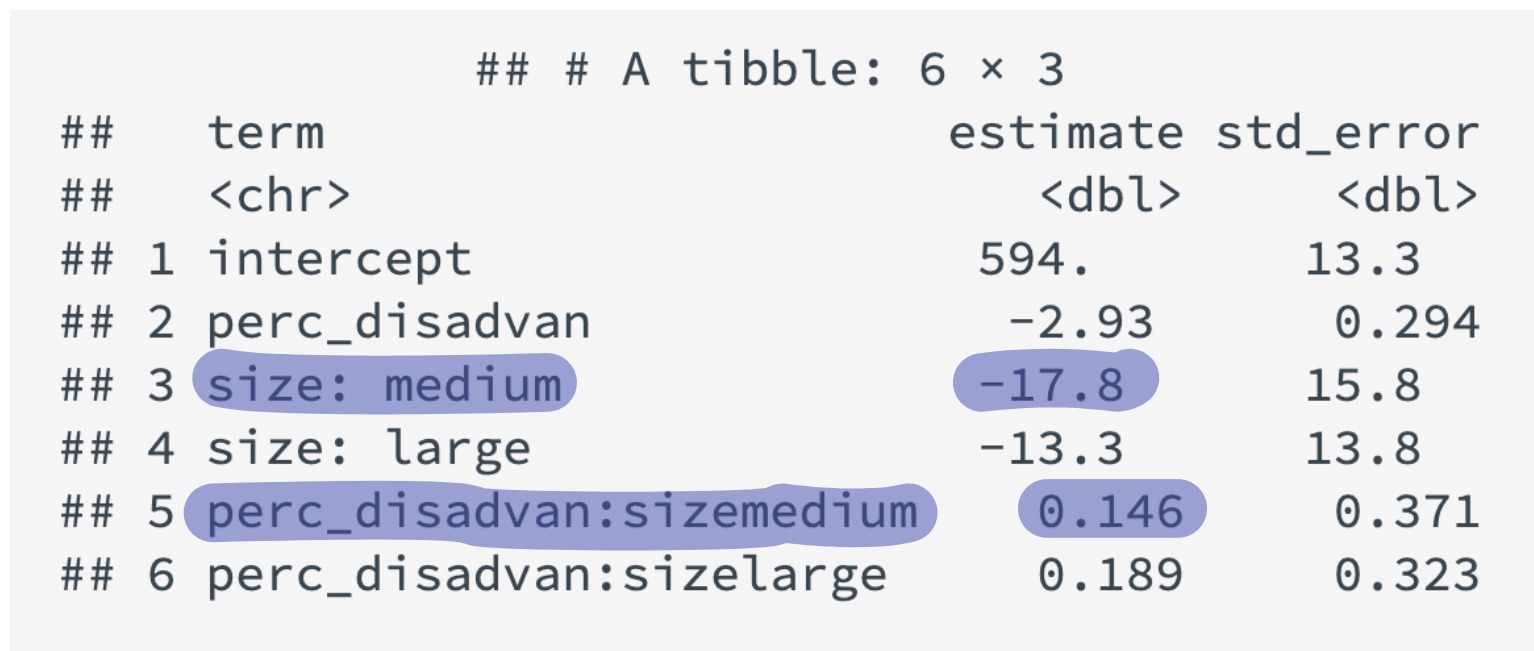 ## # A tibble: 6 × 3
##   term                   estimate std_error
##   <chr>                     <dbl>     <dbl>
## 1 intercept               594.       13.3
## 2 perc_disadvan            -2.93      0.294
## 3 size: medium            -17.8      15.8
## 4 size: large             -13.3      13.8
## 5 perc_disadvan:sizemedium  0.146     0.371
## 6 perc_disadvan:sizelarge   0.189     0.323